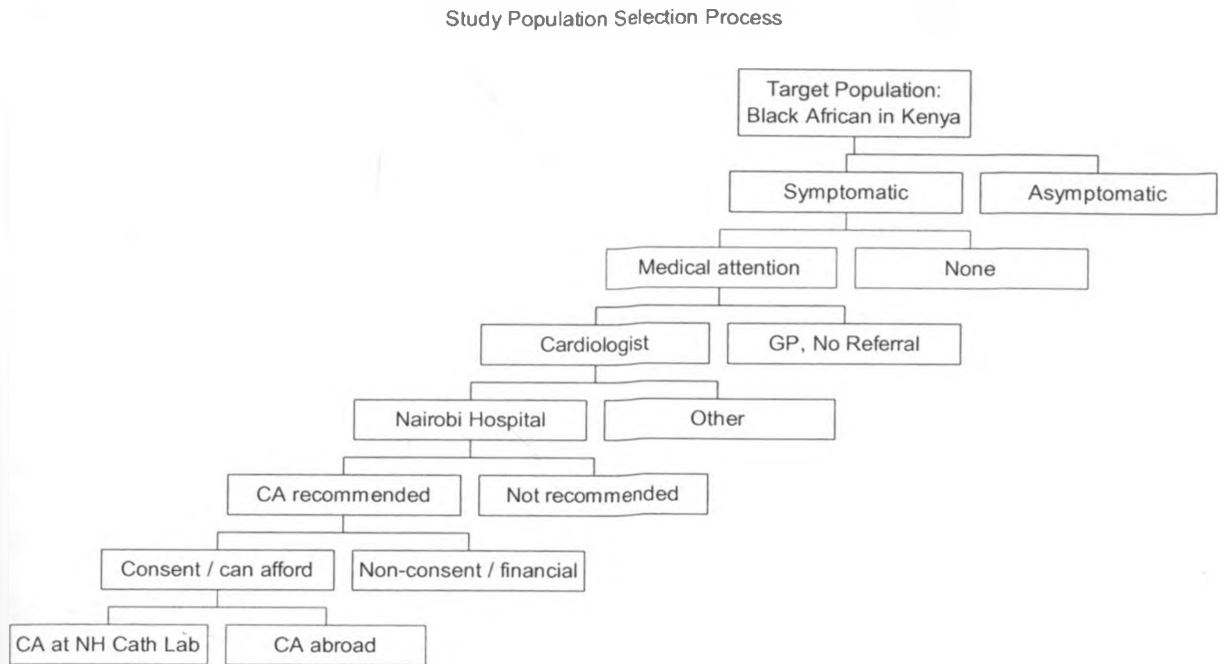 Study Population Selection Process
Target Population:
Black African in Kenya
Symptomatic
Asymptomatic
Medical attention
None
Cardiologist
GP, No Referral
Nairobi Hospital
Other
CA recommended
Not recommended
Consent / can afford
Non-consent / financial
CA at NH Cath Lab
CA abroad